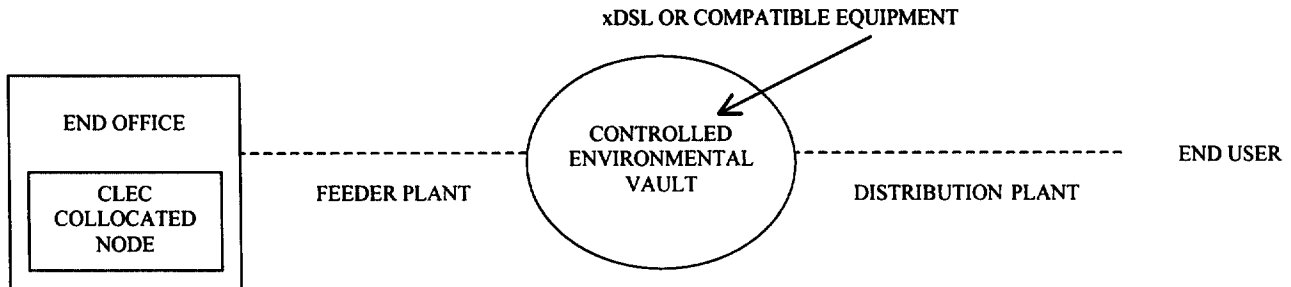 xDSL OR COMPATIBLE EQUIPMENT
END OFFICE
CLEC
COLLOCATED
NODE
FEEDER PLANT
CONTROLLED
ENVIRONMENTAL
VAULT
DISTRIBUTION PLANT
END USER